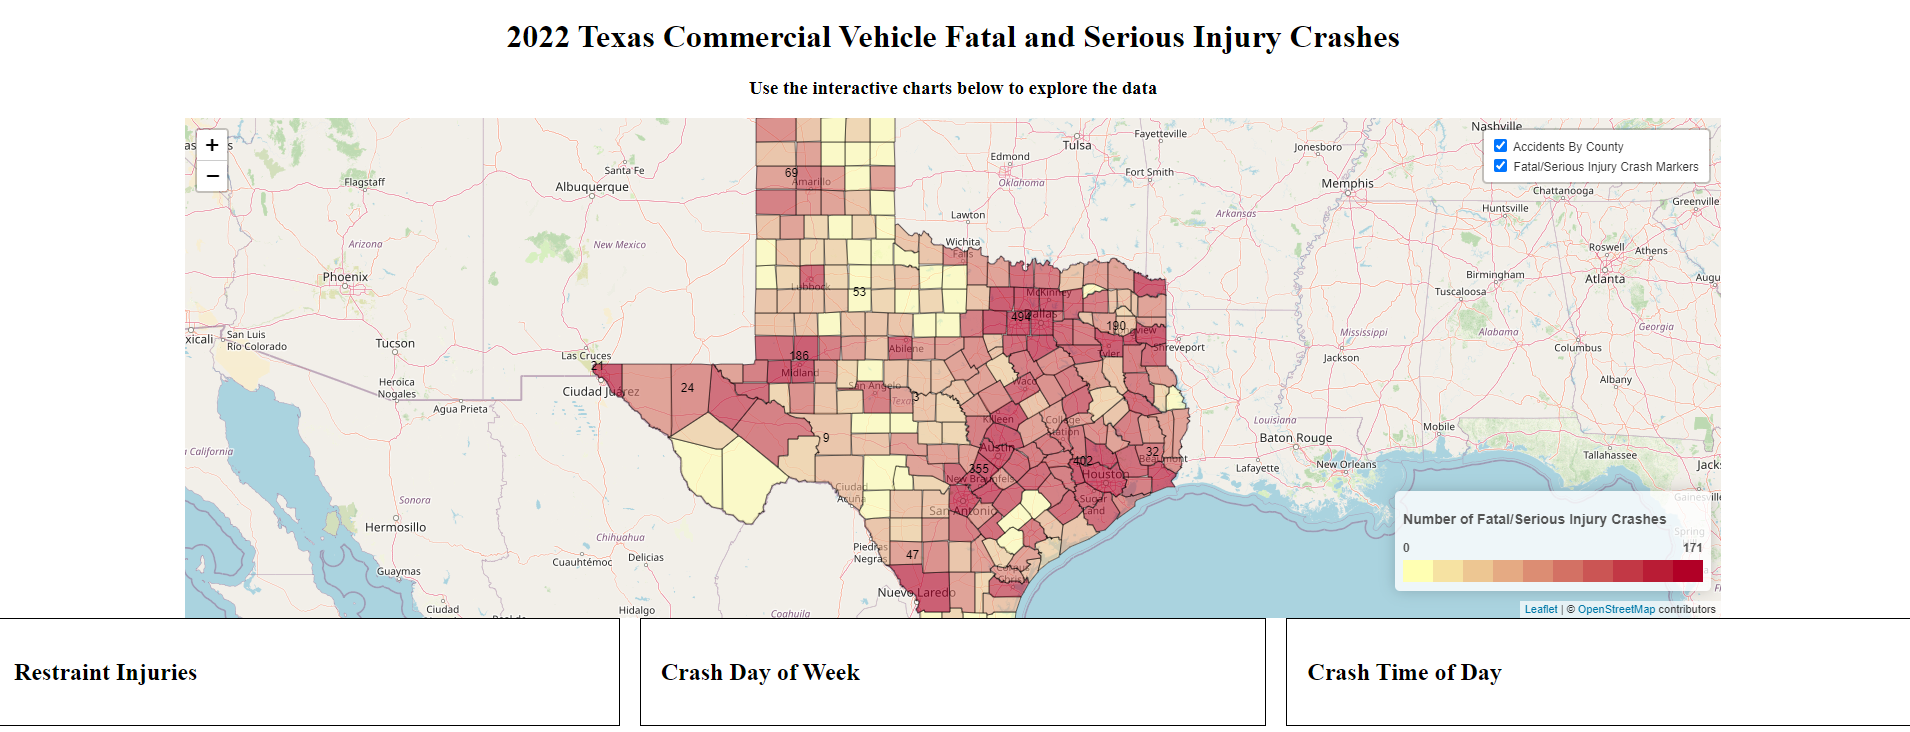 2022 Texas Commercial Vehicle Fatal and Serious Injury Crashes
Use the interactive charts below to explore the data
+
−
Accidents By County
Fatal/Serious Injury Crash Markers
Nashville
Fayetteville
Tulsa
Jonesboro
Edmond
Santa Fe
Albuquerque
Flagstaff
69
Amarillo
Oklahoma
Fort Smith
Memphis
Chattanooga
Huntsville
Greenville
Lawton
Arkansas
Arizona
New Mexico
Wichita
Falls
Roswell
Athens
Phoenix
Birmingham
Atlanta
Augu
Lubbock
53
McKinney
Tuscaloosa
494
Dallas
190
Mississippi
Alabama
Georgia
xicali
San Luis
Río Colorado
Tucson
Las Cruces
186
Abilene
Tyler
Shreveport
Jackson
Columbus
21
Midland
Heroica
Nogales
Ciudad Juárez
24
San Angelo
Waco
Albany
Agua Prieta
Texas
3
Killeen
College
Station
Louisiana
Mobile
9
Austin
Baton Rouge
California
355
402
32
Beaumont
Tallahassee
New Braunfels
Houston
Lafayette
New Orleans
Jacks
Ciudad
Acuña
Sonora
Sugar
Land
Gainesville
San Antonio
Hermosillo
Chihuahua
Piedras
Negras
47
Cuauhtémoc
Delicias
Corpus
Christi
Spring
Hill
Guaymas
Nuevo Laredo
Ciudad
Hidalgo
Coahuila
Number of Fatal/Serious Injury Crashes
0 171
Leaflet | © OpenStreetMap contributors
Restraint Injuries
Crash Day of Week
Crash Time of Day